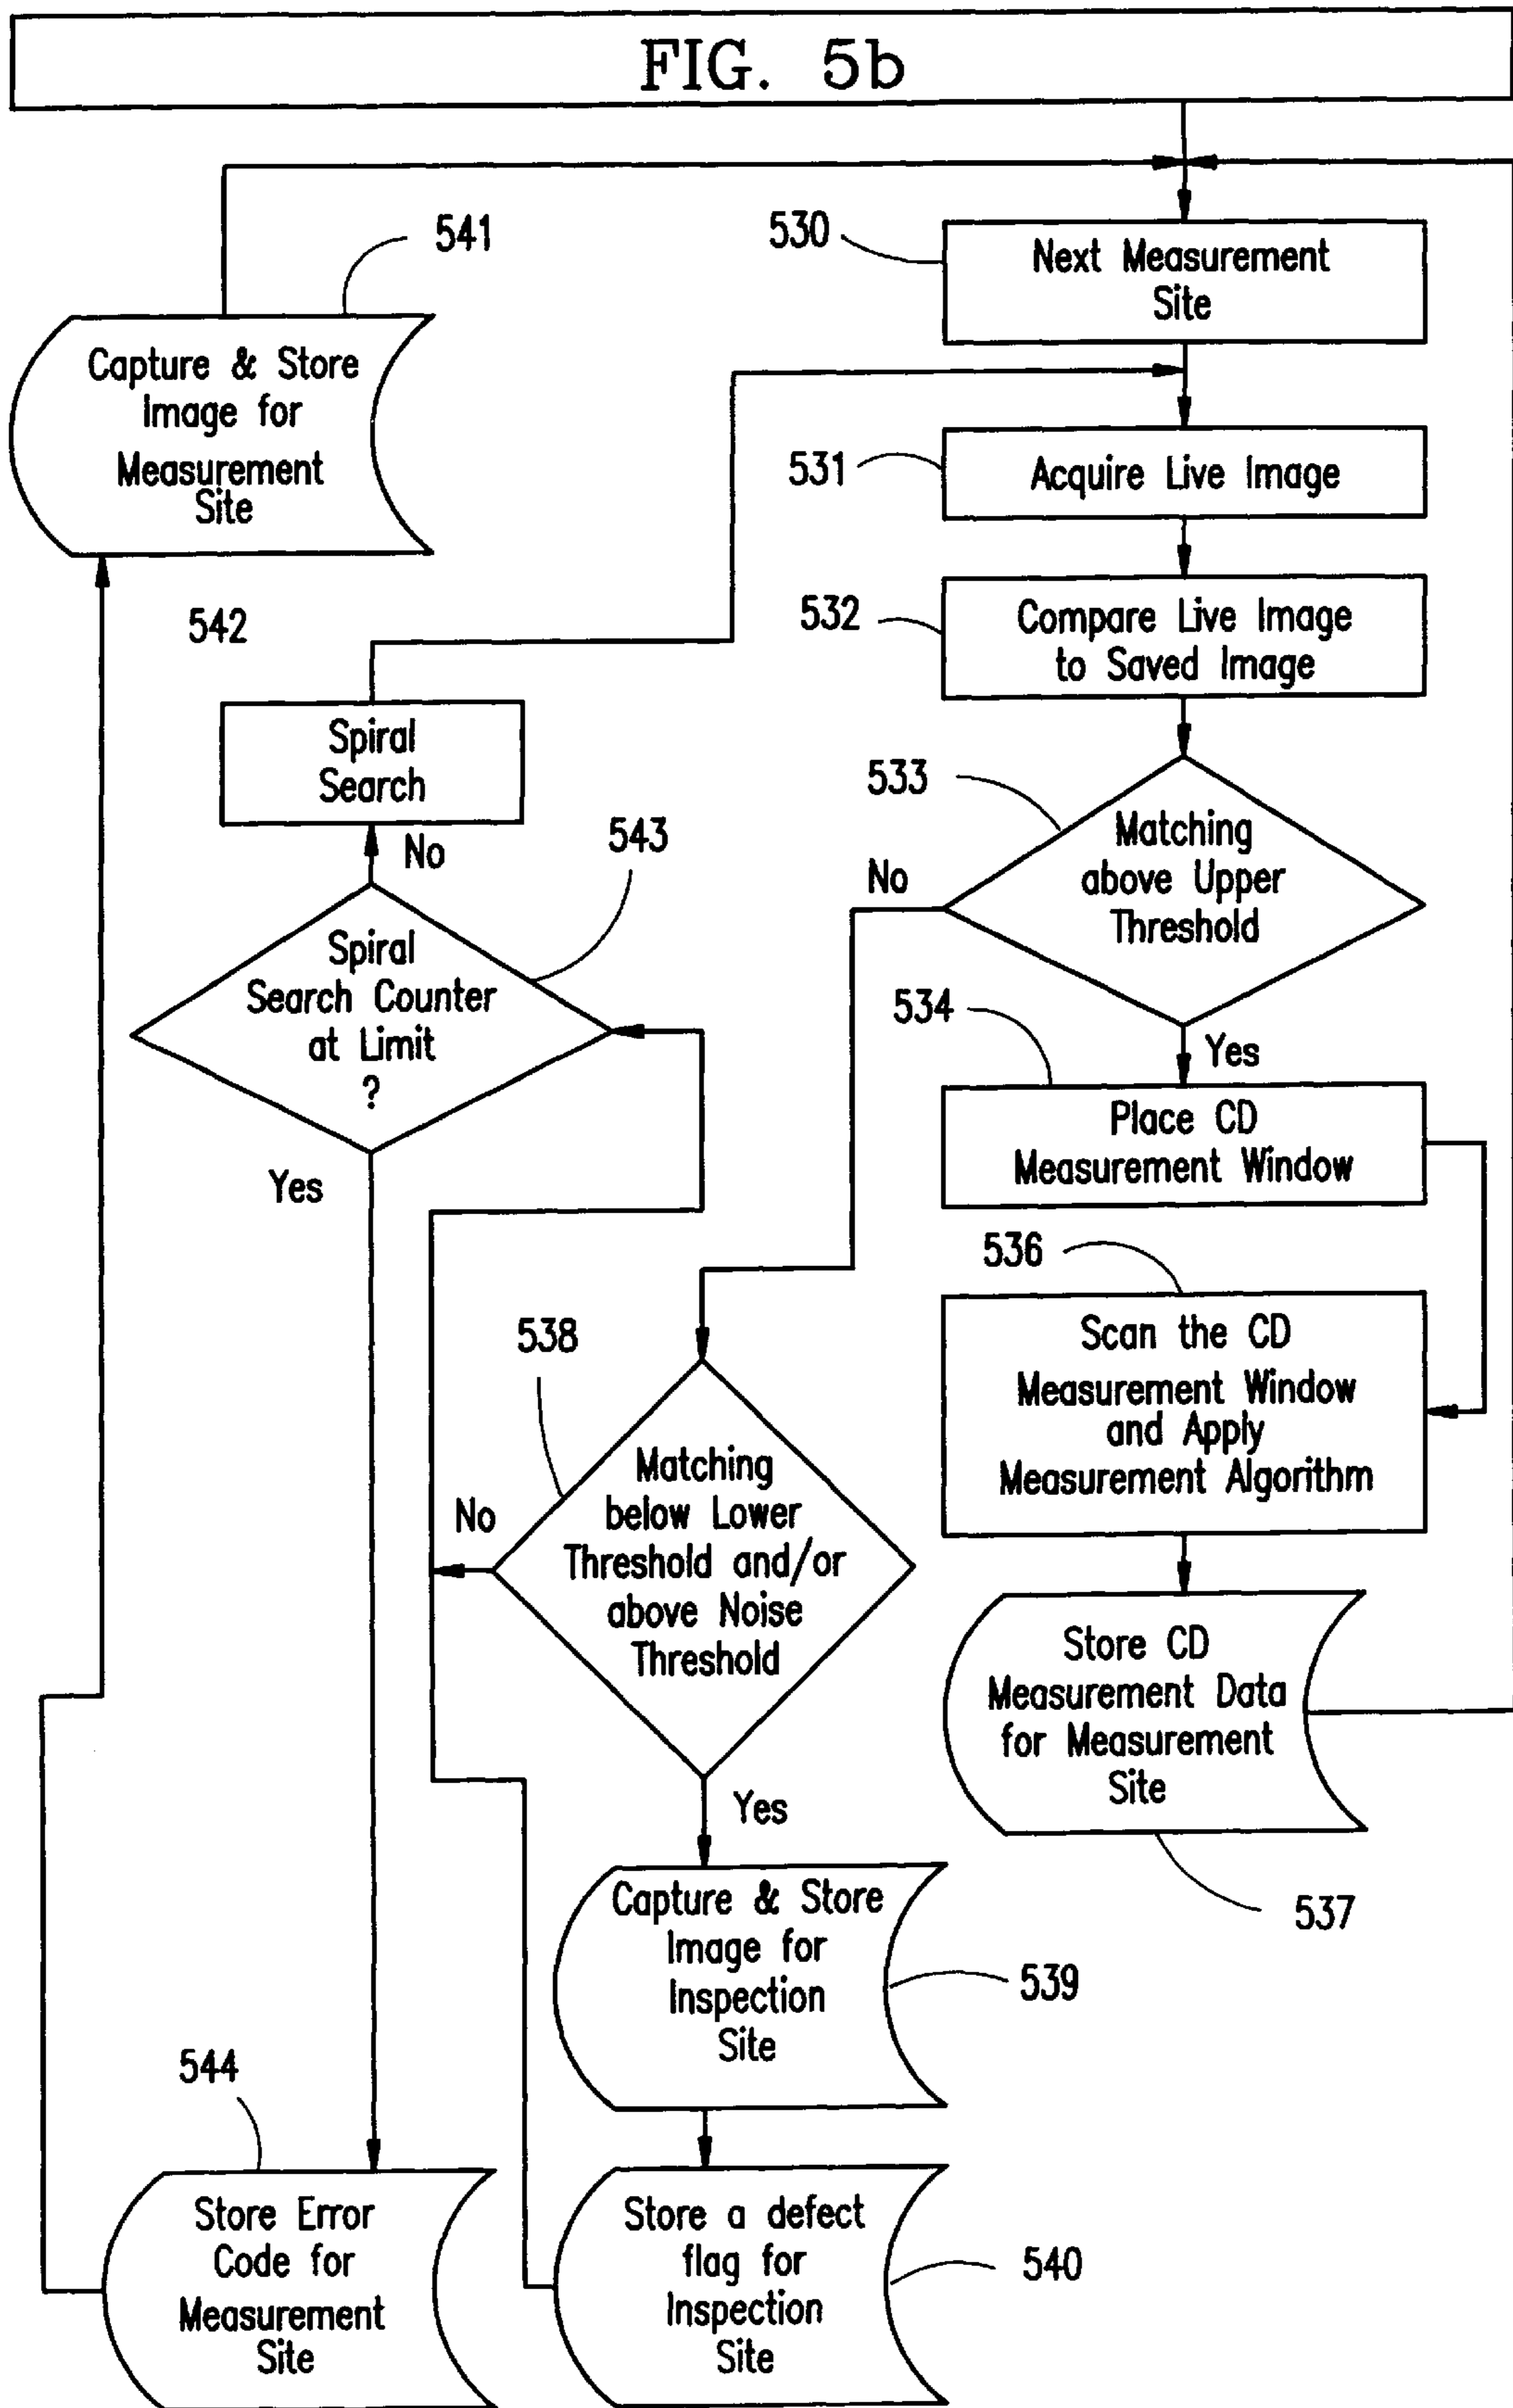 FIG. 5b
541
Capture & Store
Image for
Measurement
Site
530
Next Measurement
Site
531
Acquire Live Image
532
Compare Live Image
to Saved Image
542
Spiral
Search
No
543
Spiral
Search Counter
at Limit
?
Yes
533
Matching
above Upper
Threshold
No
Yes
534
Place CD
Measurement Window
536
Scan the CD
Measurement Window
and Apply
Measurement Algorithm
538
Matching
below Lower
Threshold and/or
above Noise
Threshold
No
Yes
Store CD
Measurement Data
for Measurement
Site
537
Capture & Store
Image for
Inspection
Site
539
544
Store Error
Code for
Measurement
Site
Store a defect
flag for
Inspection
Site
540